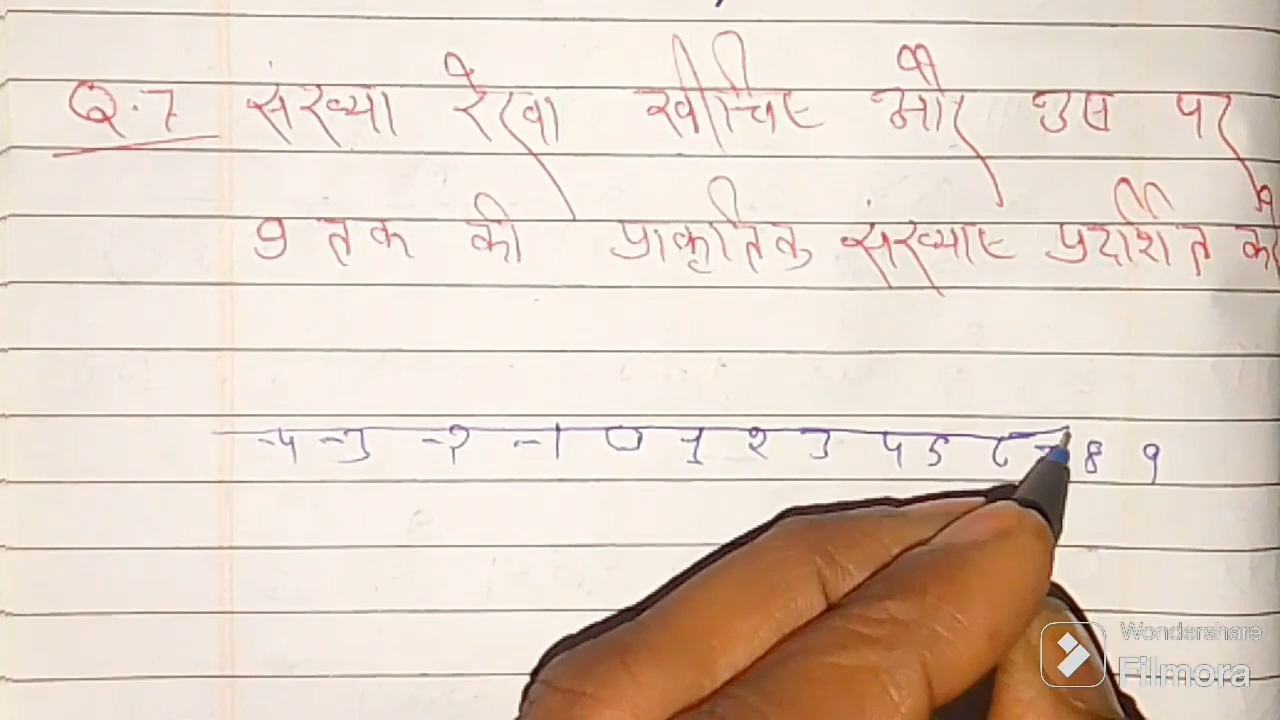 Q.7 संख्या रेखा खीचिए और उस पर
9 तक की प्राकृतिक संख्याए प्रदर्शित करे
-4 -3 -2 -1 0 1 2 3 4 5 6 7 8 9
Wondershare
Filmora